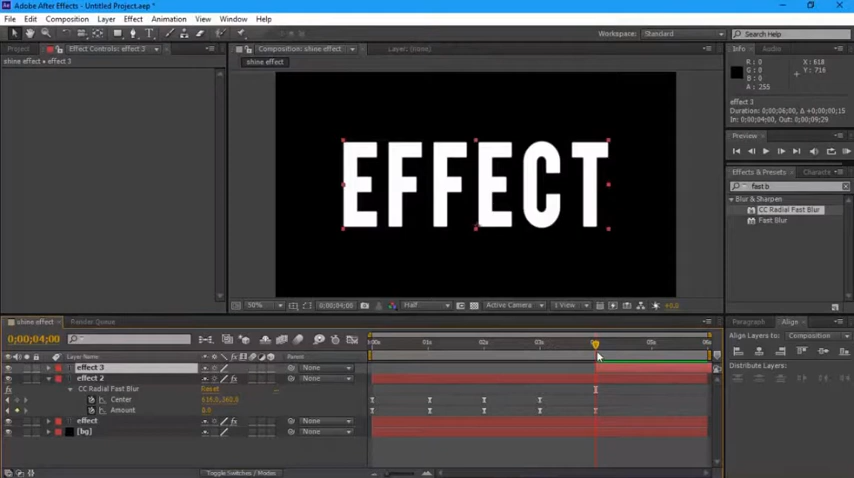 Adobe After Effects - Untitled Project.aep *
File Edit Composition Layer Effect Animation View Window Help
Workspace: Standard Search Help
Project Effect Controls: effect 3 Composition: shine effect Layer: (none) Info Audio
effect 3 • effect 3
shine effect
R: 0
G: 0
B: 0
A: 255
X: 618
Y: 716
effect 3
Duration: 0;00;06;00, Δ +0;00;00;15
In: 0;00;04;00, Out: 0;00;09;29
Preview
Effects & Presets Characte
fast b
Blur & Sharpen
CC Radial Fast Blur
Fast Blur
EFFECT
50% Half Active Camera 1 View +0.0
shine effect Render Queue
0;00;04;00
01s 02s 03s 05s
Layer Name Parent
effect 3 None
effect 2 None
CC Radial Fast Blur Reset
Center
Amount
effect None
[bg] None
Toggle Switches / Modes
Paragraph Align
Align Layers to: Composition
Distribute Layers: